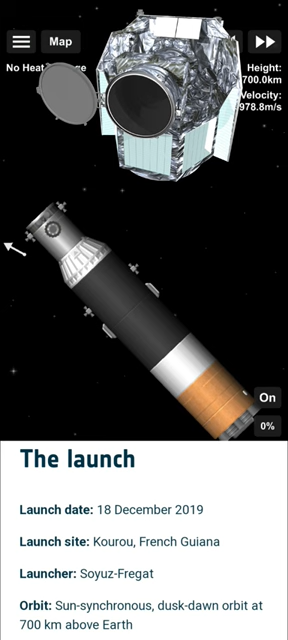 Map
No Heat
Height:
700.0km
Velocity:
978.8m/s
On
0%
The launch
Launch date: 18 December 2019
Launch site: Kourou, French Guiana
Launcher: Soyuz-Fregat
Orbit: Sun-synchronous, dusk-dawn orbit at
700 km above Earth